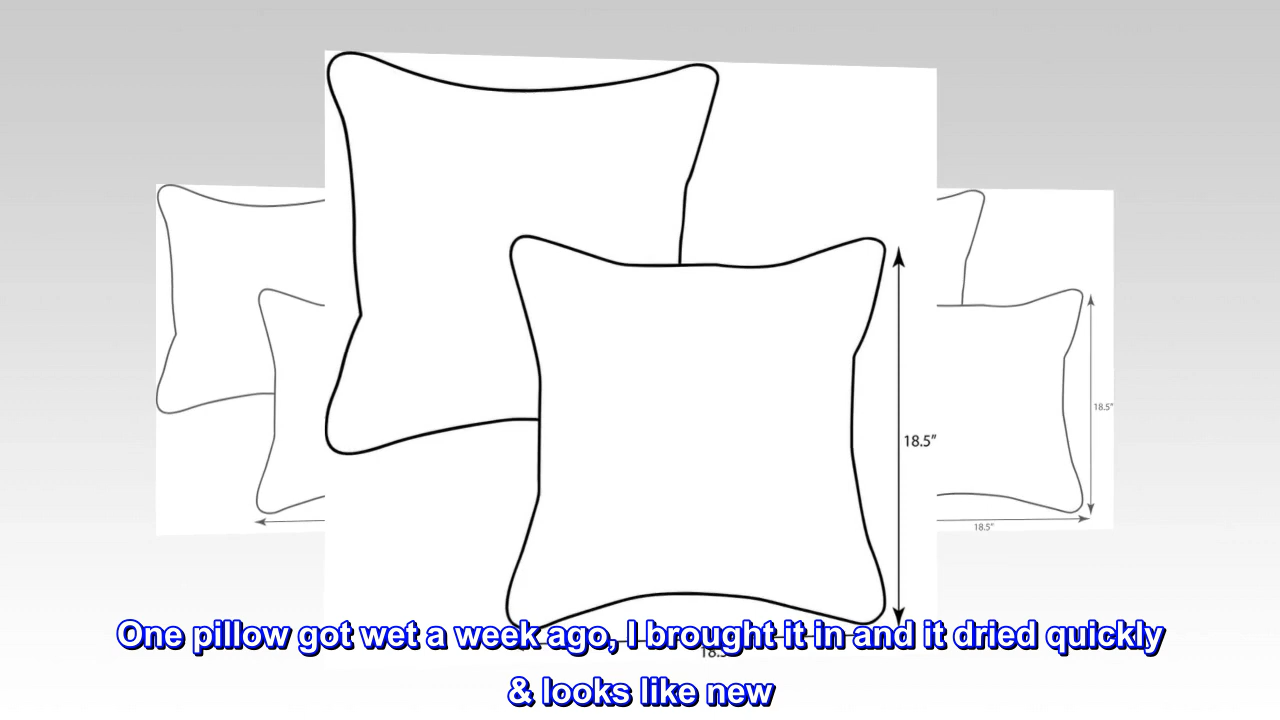 18.5”
18.5”
18.5”
One pillow got wet a week ago, I brought it in and it dried quickly
& looks like new